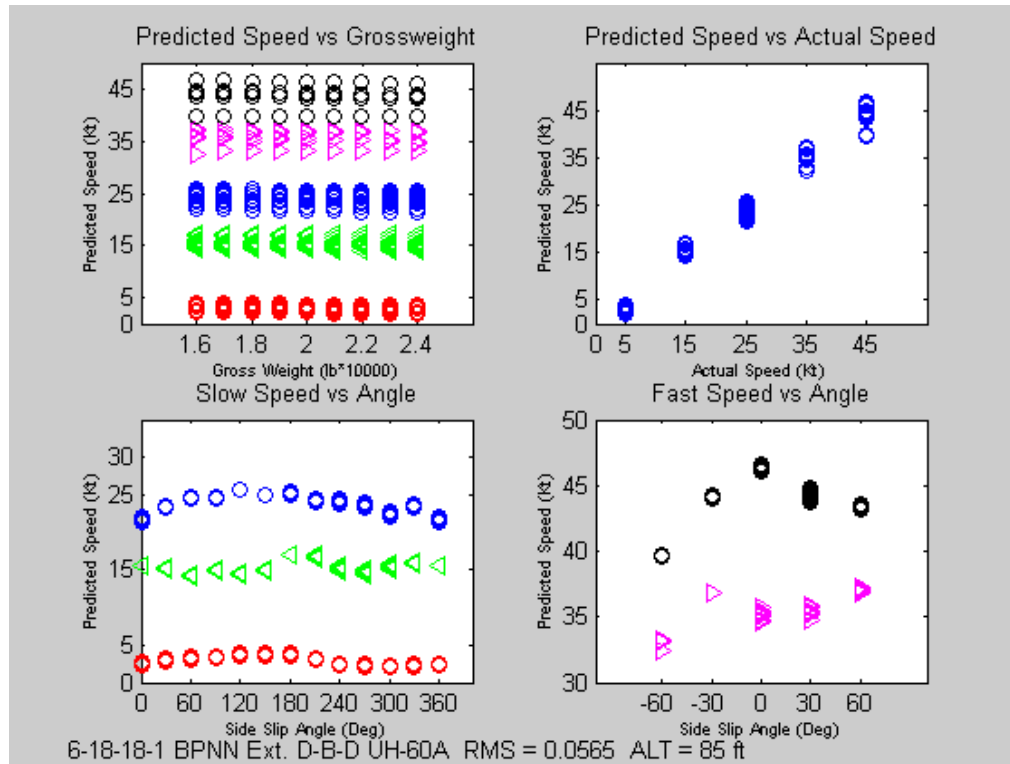 Predicted Speed vs Grossweight
Predicted Speed (Kt)
45
35
25
15
5
0
1.6 1.8 2 2.2 2.4
Gross Weight (lb*10000)
Predicted Speed vs Actual Speed
Predicted Speed (Kt)
45
35
25
15
5
0
0 5 15 25 35 45
Actual Speed (Kt)
Slow Speed vs Angle
Predicted Speed (Kt)
30
25
15
5
0
0 60 120 180 240 300 360
Side Slip Angle (Deg)
Fast Speed vs Angle
Predicted Speed (Kt)
50
45
40
35
30
-60 -30 0 30 60
Side Slip Angle (Deg)
6-18-18-1 BPNN Ext. D-B-D UH-60A RMS = 0.0565 ALT = 85 ft